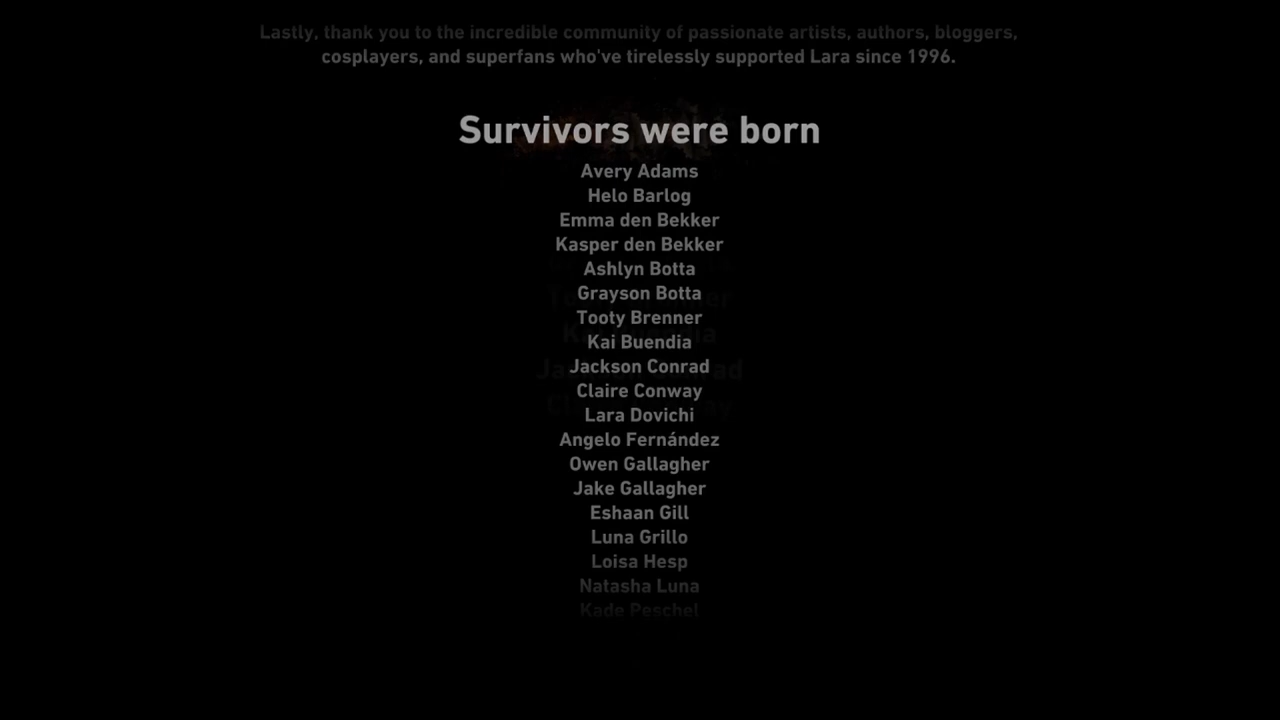 Lastly, thank you to the incredible community of passionate artists, authors, bloggers,
cosplayers, and superfans who've tirelessly supported Lara since 1996.
Survivors were born
Avery Adams
Helo Barlog
Emma den Bekker
Kasper den Bekker
Ashlyn Botta
Grayson Botta
Tooty Brenner
Kai Buendia
Jackson Conrad
Claire Conway
Lara Dovichi
Angelo Fernández
Owen Gallagher
Jake Gallagher
Eshaan Gill
Luna Grillo
Loisa Hesp
Natasha Luna
Kade Peschel